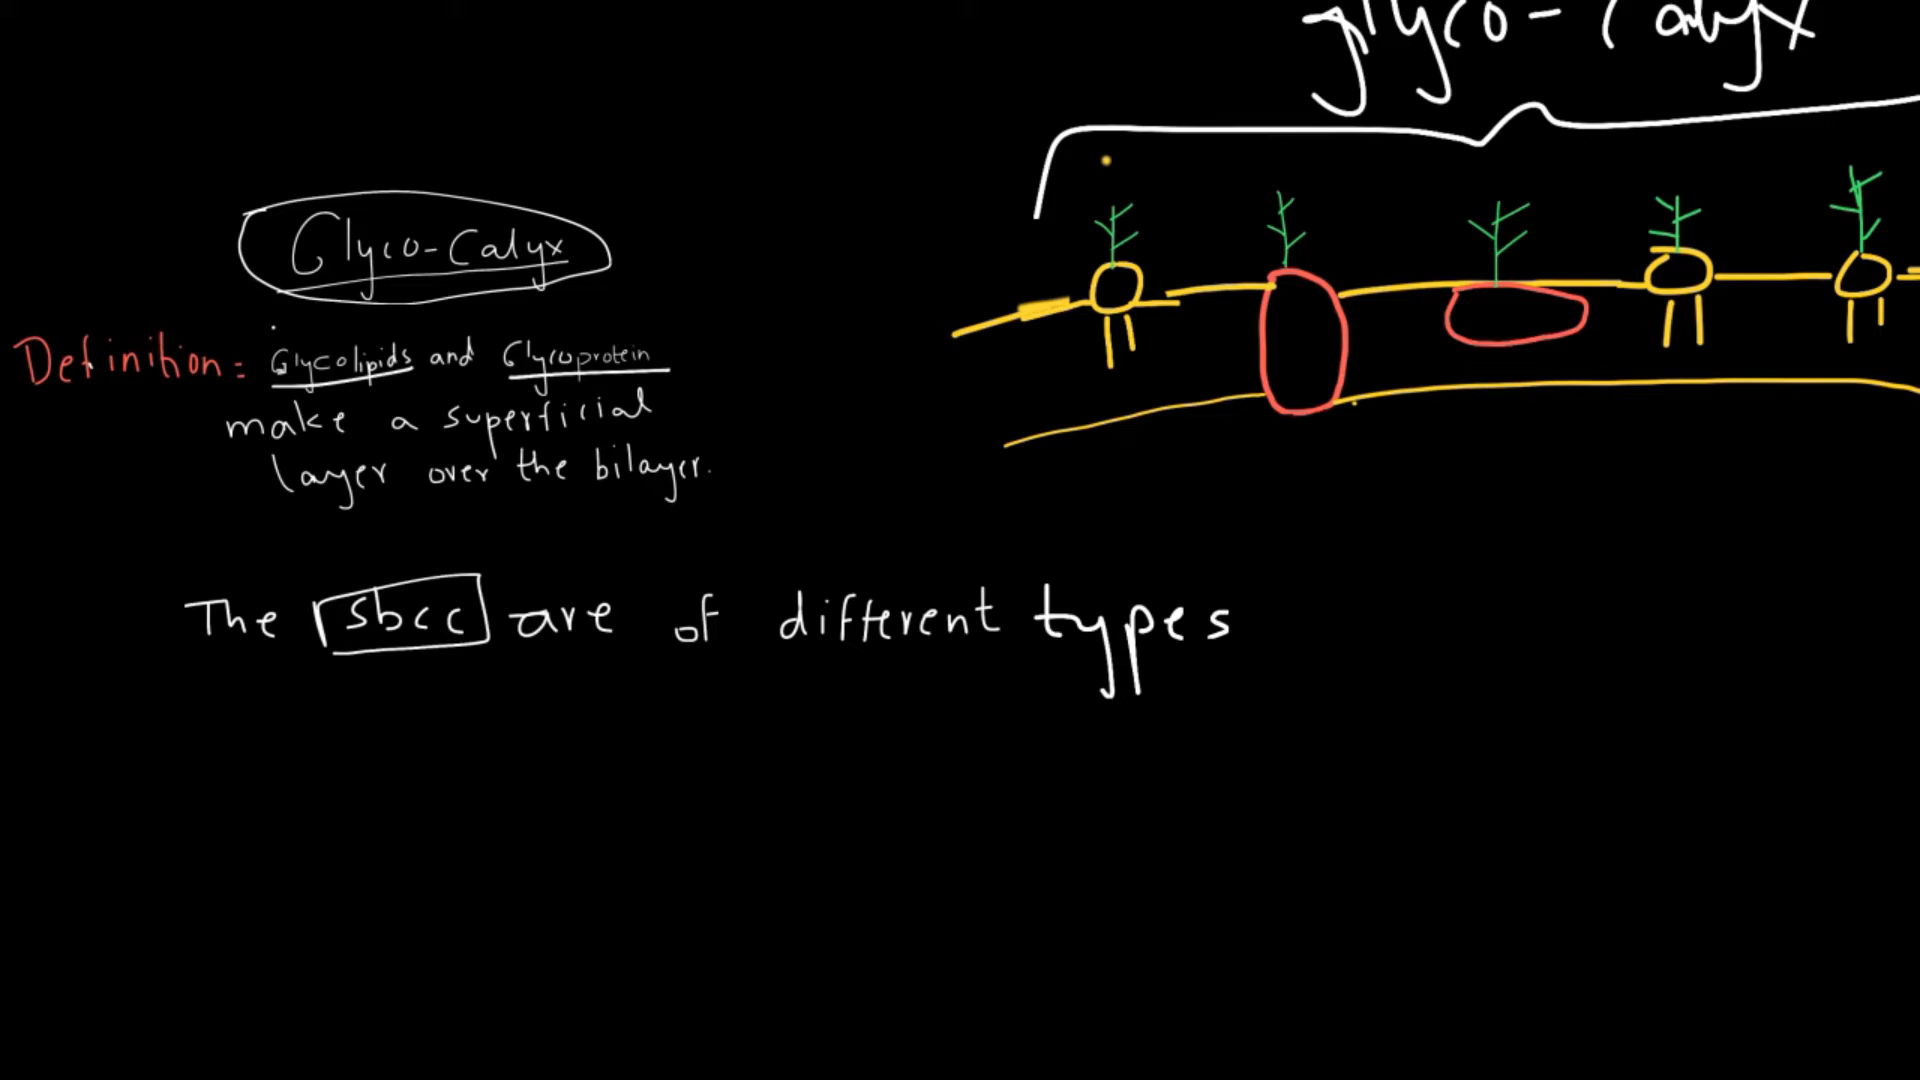 glyco-Calyx
Glyco-Calyx
Definition: Glycolipids and Glycoprotein
make a superficial
layer over the bilayer.
The sbcc are of different types